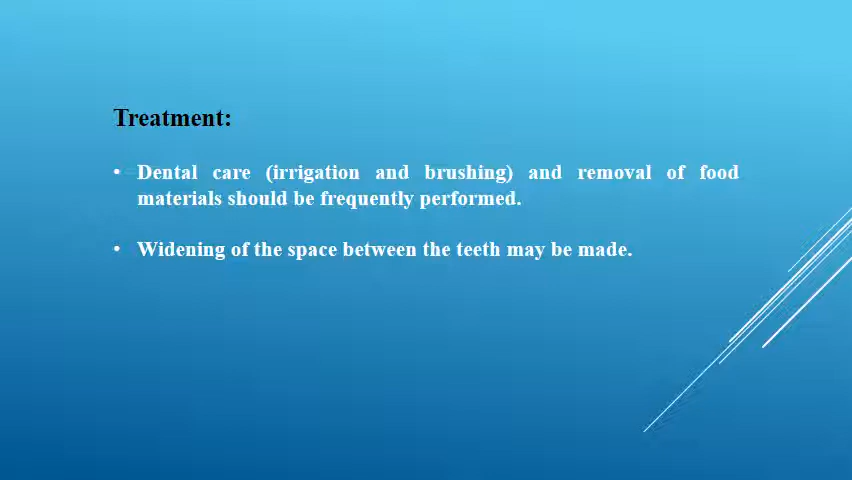 Treatment:
• Dental care (irrigation and brushing) and removal of food
materials should be frequently performed.
• Widening of the space between the teeth may be made.